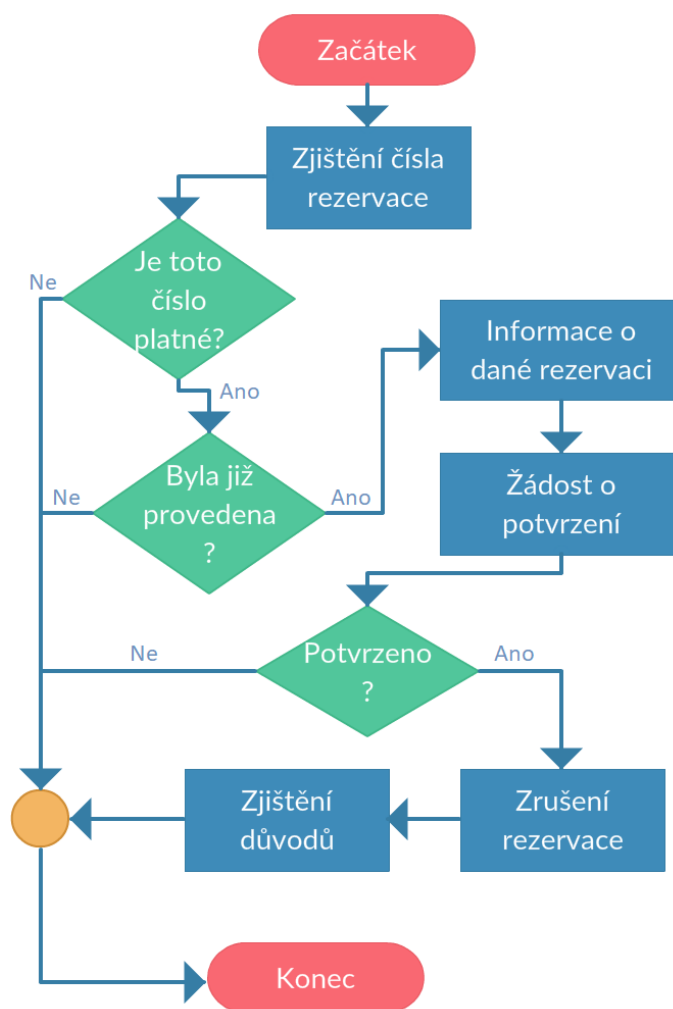 Začátek
Zjištění čísla
rezervace
Ne
Je toto
číslo
platné?
Ano
Informace o
dané rezervaci
Ne
Byla již
provedena
?
Ano
Žádost o
potvrzení
Ne
Potvrzeno
?
Ano
Zjištění
důvodů
Zrušení
rezervace
Konec